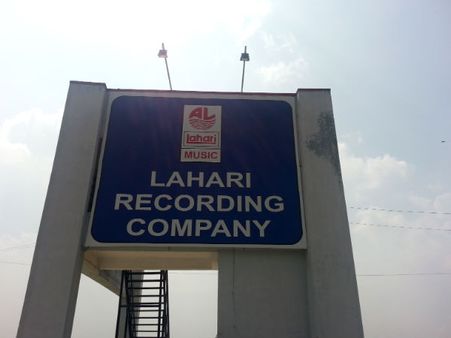 AL
lahari
MUSIC
LAHARI
RECORDING
COMPANY